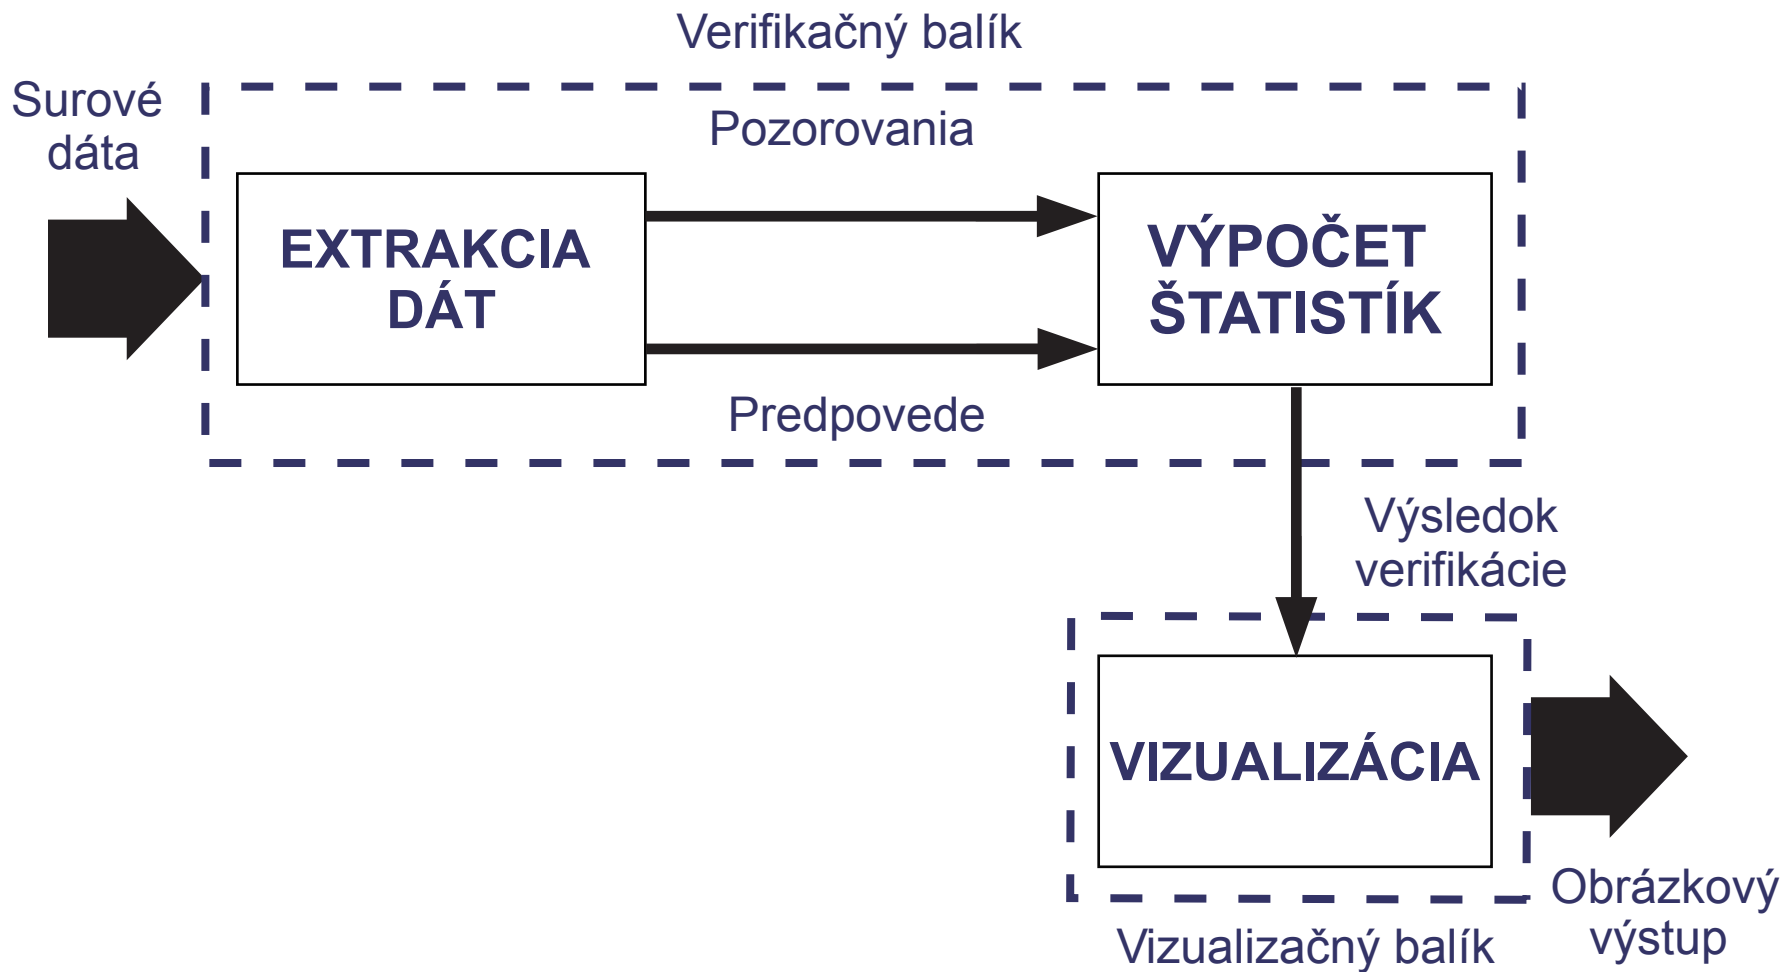 Verifikačný balík
Surové
dáta
Pozorovania
EXTRAKCIA
DÁT
VÝPOČET
ŠTATISTÍK
Predpovede
Výsledok
verifikácie
VIZUALIZÁCIA
Obrázkový
výstup
Vizualizačný balík